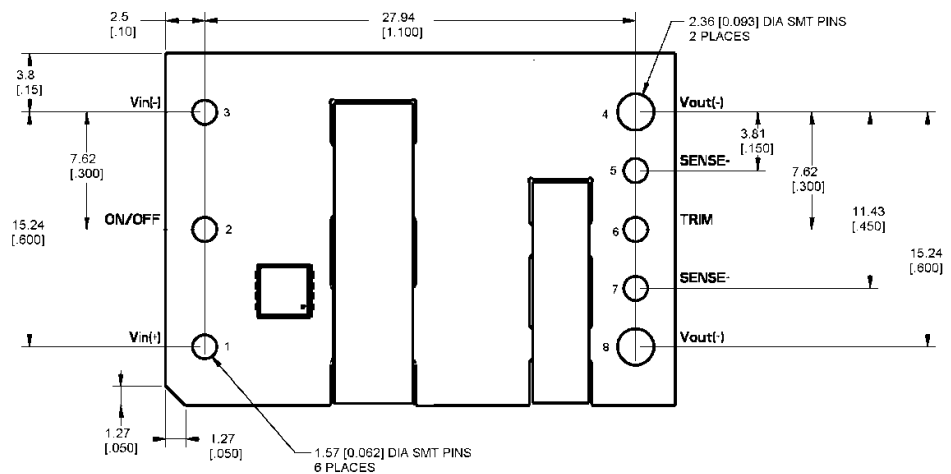 2.5
[.10]
27.94
[1.100]
2.36 [0.093] DIA SMT PINS
2 PLACES
3.8
[.15]
Vin(-)
3
4
Vout(-)
3.81
[.150]
7.62
[.300]
5
SENSE-
7.62
[.300]
ON/OFF
2
6
TRIM
11.43
[.450]
15.24
[.600]
15.24
[.600]
7
SENSE-
Vin(+)
1
8
Vout(-)
1.27
[.050]
1.27
[.050]
1.57 [0.062] DIA SMT PINS
6 PLACES